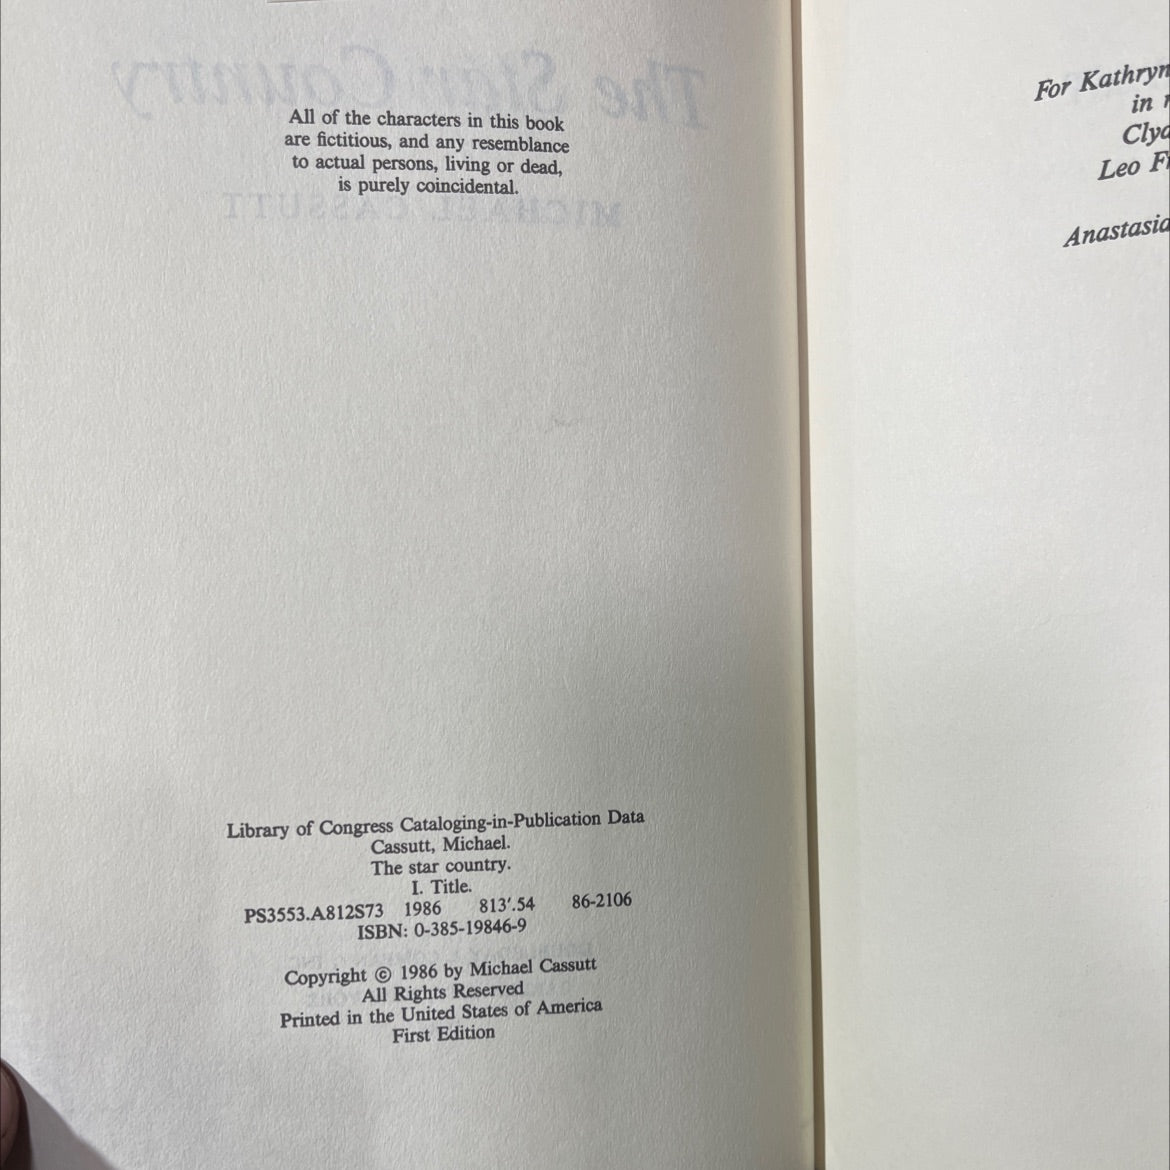 All of the characters in this book
are fictitious, and any resemblance
to actual persons, living or dead,
is purely coincidental.
Library of Congress Cataloging-in-Publication Data
Cassutt, Michael.
The star country.
I. Title.
PS3553.A812S73 1986 813'.54 86-2106
ISBN: 0-385-19846-9
Copyright © 1986 by Michael Cassutt
All Rights Reserved
Printed in the United States of America
First Edition
For Kathryn
in
Leo
Anastasia